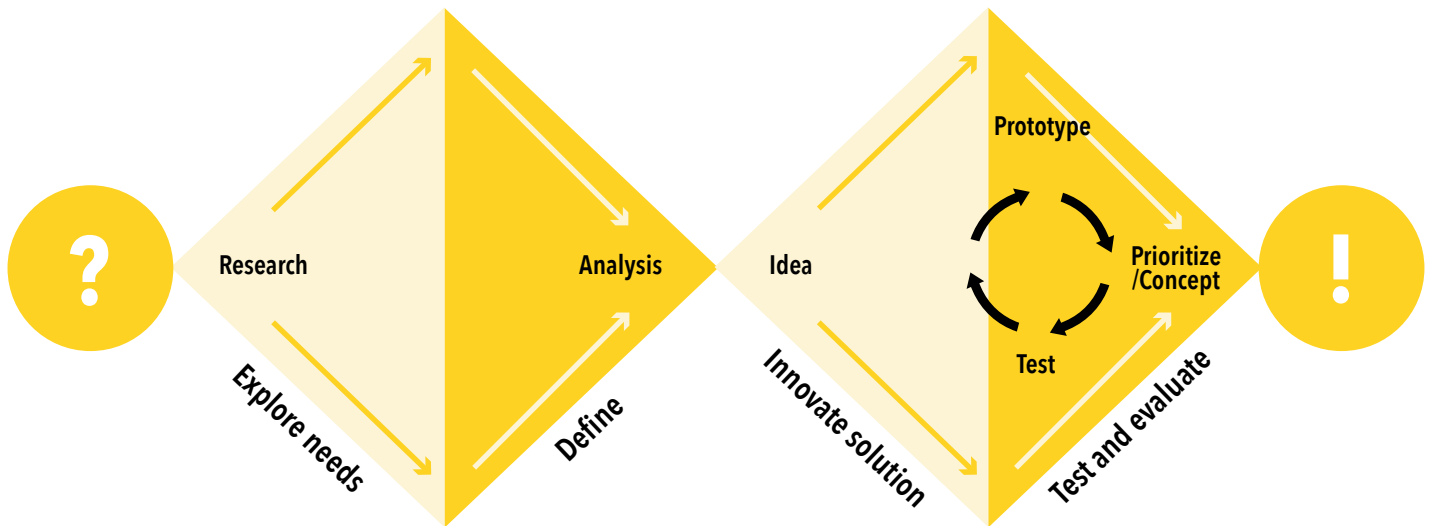 ?
Research
Explore needs
Analysis
Define
Idea
Innovate solution
Prototype
Prioritize
/Concept
Test
Test and evaluate
!